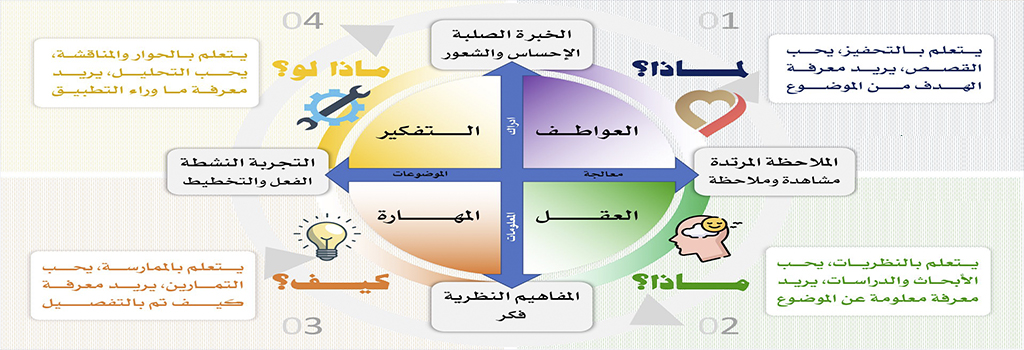 01
لماذا؟
يتعلم بالتحفيز، يحب
القصص، يريد معرفة
الهدف من الموضوع
الخبرة الصلبة
الإحساس والشعور
04
ماذا لو؟
يتعلم بالحوار والمناقشة،
يحب التحليل، يريد
معرفة ما وراء التطبيق
العواطف
التفكير
ادراك
الملاحظة المرتدة
مشاهدة وملاحظة
معالجة
الموضوعات
التجربة النشطة
الفعل والتخطيط
العقل
المهارة
المعلومات
ماذا؟
يتعلم بالنظريات، يحب
الأبحاث والدراسات، يريد
معرفة معلومة عن الموضوع
02
المفاهيم النظرية
فكر
كيف؟
يتعلم بالممارسة، يحب
التمارين، يريد معرفة
كيف تم بالتفصيل
03